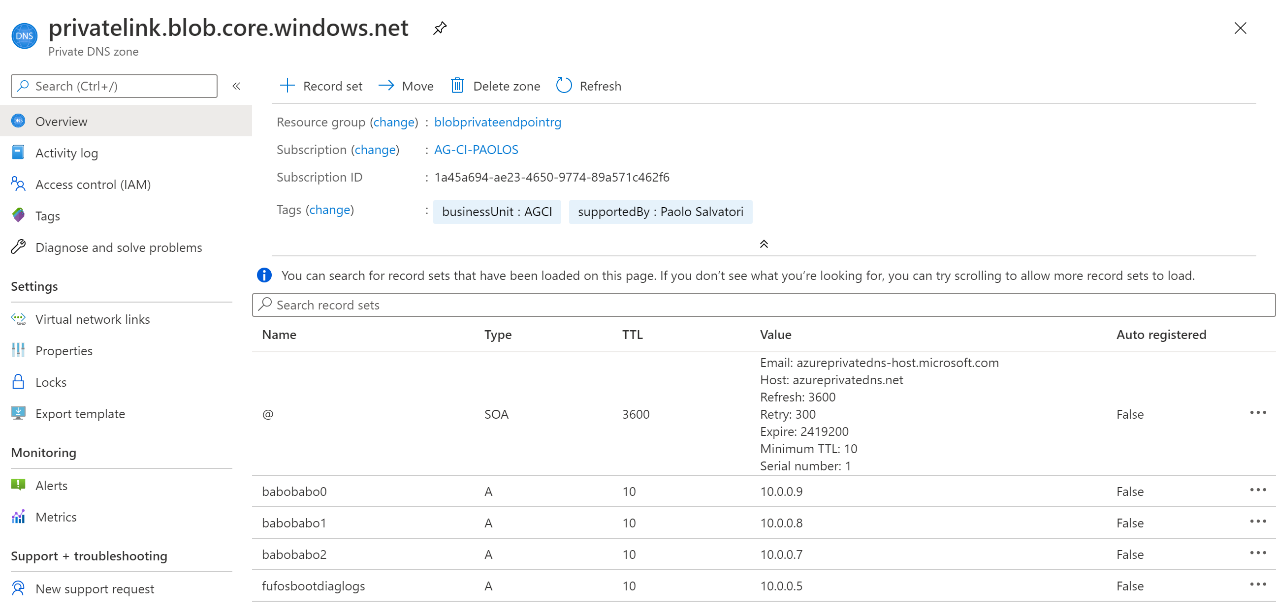 privatelink.blob.core.windows.net
DNS
Private DNS zone
Search (Ctrl+/)
«
Overview
Activity log
Access control (IAM)
Tags
Diagnose and solve problems
Settings
Virtual network links
Properties
Locks
Export template
Monitoring
Alerts
Metrics
Support + troubleshooting
New support request
Record set Move Delete zone Refresh
Resource group (change) : blobprivateendpointrg
Subscription (change) : AG-CI-PAOLOS
Subscription ID : 1a45a694-ae23-4650-9774-89a571c462f6
Tags (change) : businessUnit : AGCI supportedBy : Paolo Salvatori
You can search for record sets that have been loaded on this page. If you don't see what you're looking for, you can try scrolling to allow more record sets to load.
Search record sets
Name Type TTL Value Auto registered
Email: azureprivatedns-host.microsoft.com
Host: azureprivatedns.net
Refresh: 3600
@ SOA 3600 Retry: 300 False
Expire: 2419200
Minimum TTL: 10
Serial number: 1
babobabo0 A 10 10.0.0.9 False
babobabo1 A 10 10.0.0.8 False
babobabo2 A 10 10.0.0.7 False
fufosbootdiaglogs A 10 10.0.0.5 False